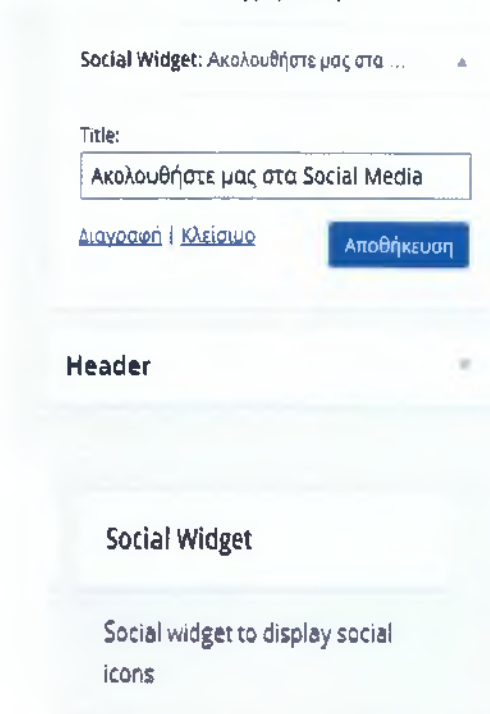 Social Widget: Ακολουθήστε μας στα ...
Title:
Ακολουθήστε μας στα Social Media
Διαγραφή | Κλείσιμο
Αποθήκευση
Header
Social Widget
Social widget to display social
icons